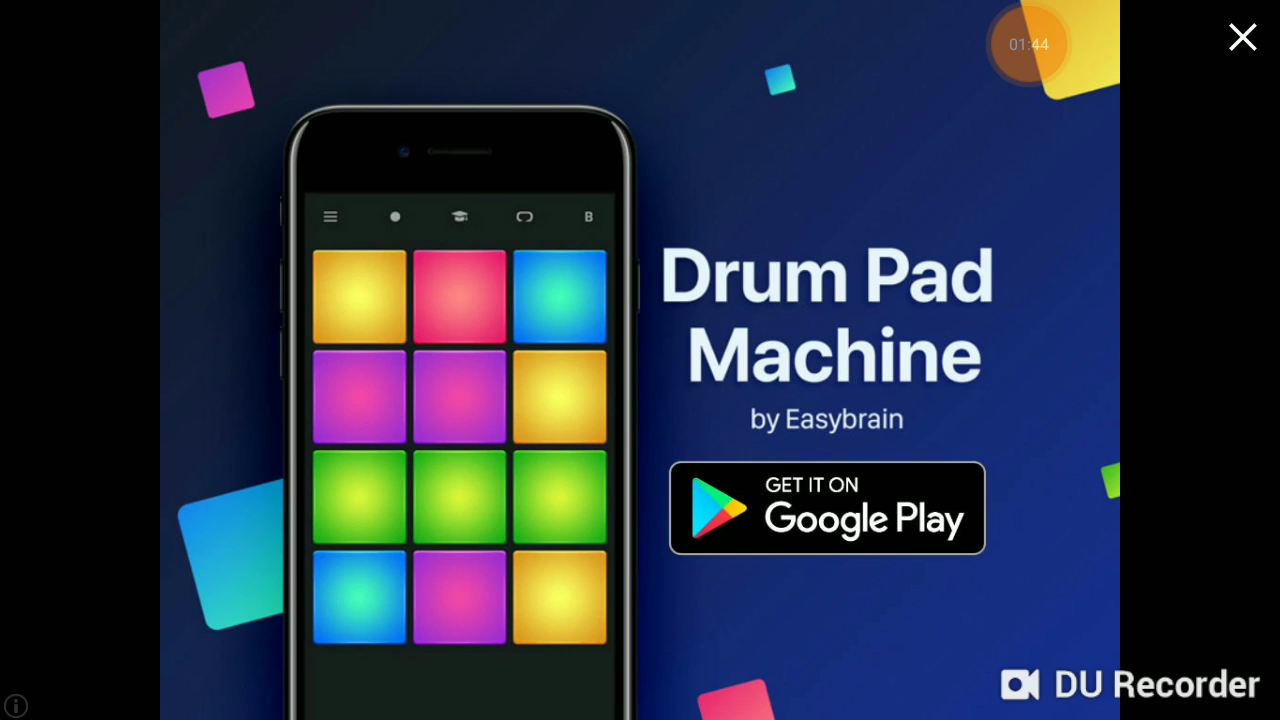 01:44
B
Drum Pad
Machine
by Easybrain
GET IT ON
Google Play
DU Recorder